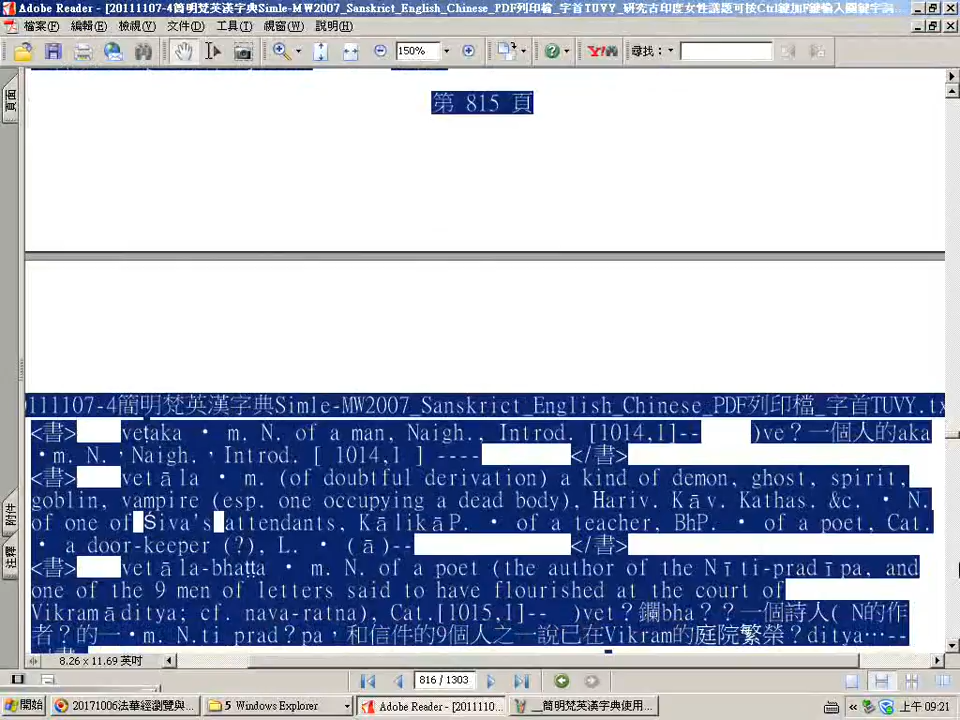 Adobe Reader - [20111107-4簡明梵英漢字典Simle-MW2007_Sanskrict_English_Chinese_PDF列印檔_字首TUVY_研究古印度女性議題可按Ctrl鍵加F鍵輸入關鍵字詞...
檔案(F) 編輯(E) 檢視(V) 文件(D) 工具(T) 視窗(W) 說明(H)
150% 尋找：
頁面
第 815 頁
111107-4簡明梵英漢字典Simle-MW2007_Sanskrict_English_Chinese_PDF列印檔_字首TUVY.tx
<書> veṭaka • m. N. of a man, Naigh., Introd. [1014,1]-- )ve？一個人的aka
•m. N.，Naigh.，Introd. [ 1014,1 ] ---- </書>
<書> vetāla • m. (of doubtful derivation) a kind of demon, ghost, spirit,
goblin, vampire (esp. one occupying a dead body), Hariv. Kāv. Kathas. &c. • N.
of one of Śiva's attendants, KālikāP. • of a teacher, BhP. • of a poet, Cat.
• a door-keeper (?), L. • (ā)-- </書>
<書> vetāla-bhaṭṭa • m. N. of a poet (the author of the Nīti-pradīpa, and
one of the 9 men of letters said to have flourished at the court of
Vikramāditya; cf. nava-ratna), Cat.[1015,1]-- )vet？鑭bha？？一個詩人( N的作
者？的一•m. N.ti prad？pa，和信件的9個人之一說已在Vikram的庭院繁榮？ditya…--
附件
注釋
8.26 x 11.69 英吋
816 / 1303
開始 20171006法華經瀏覽與... 5 Windows Explorer Adobe Reader - [2011110... __簡明梵英漢字典使用... 上午 09:21